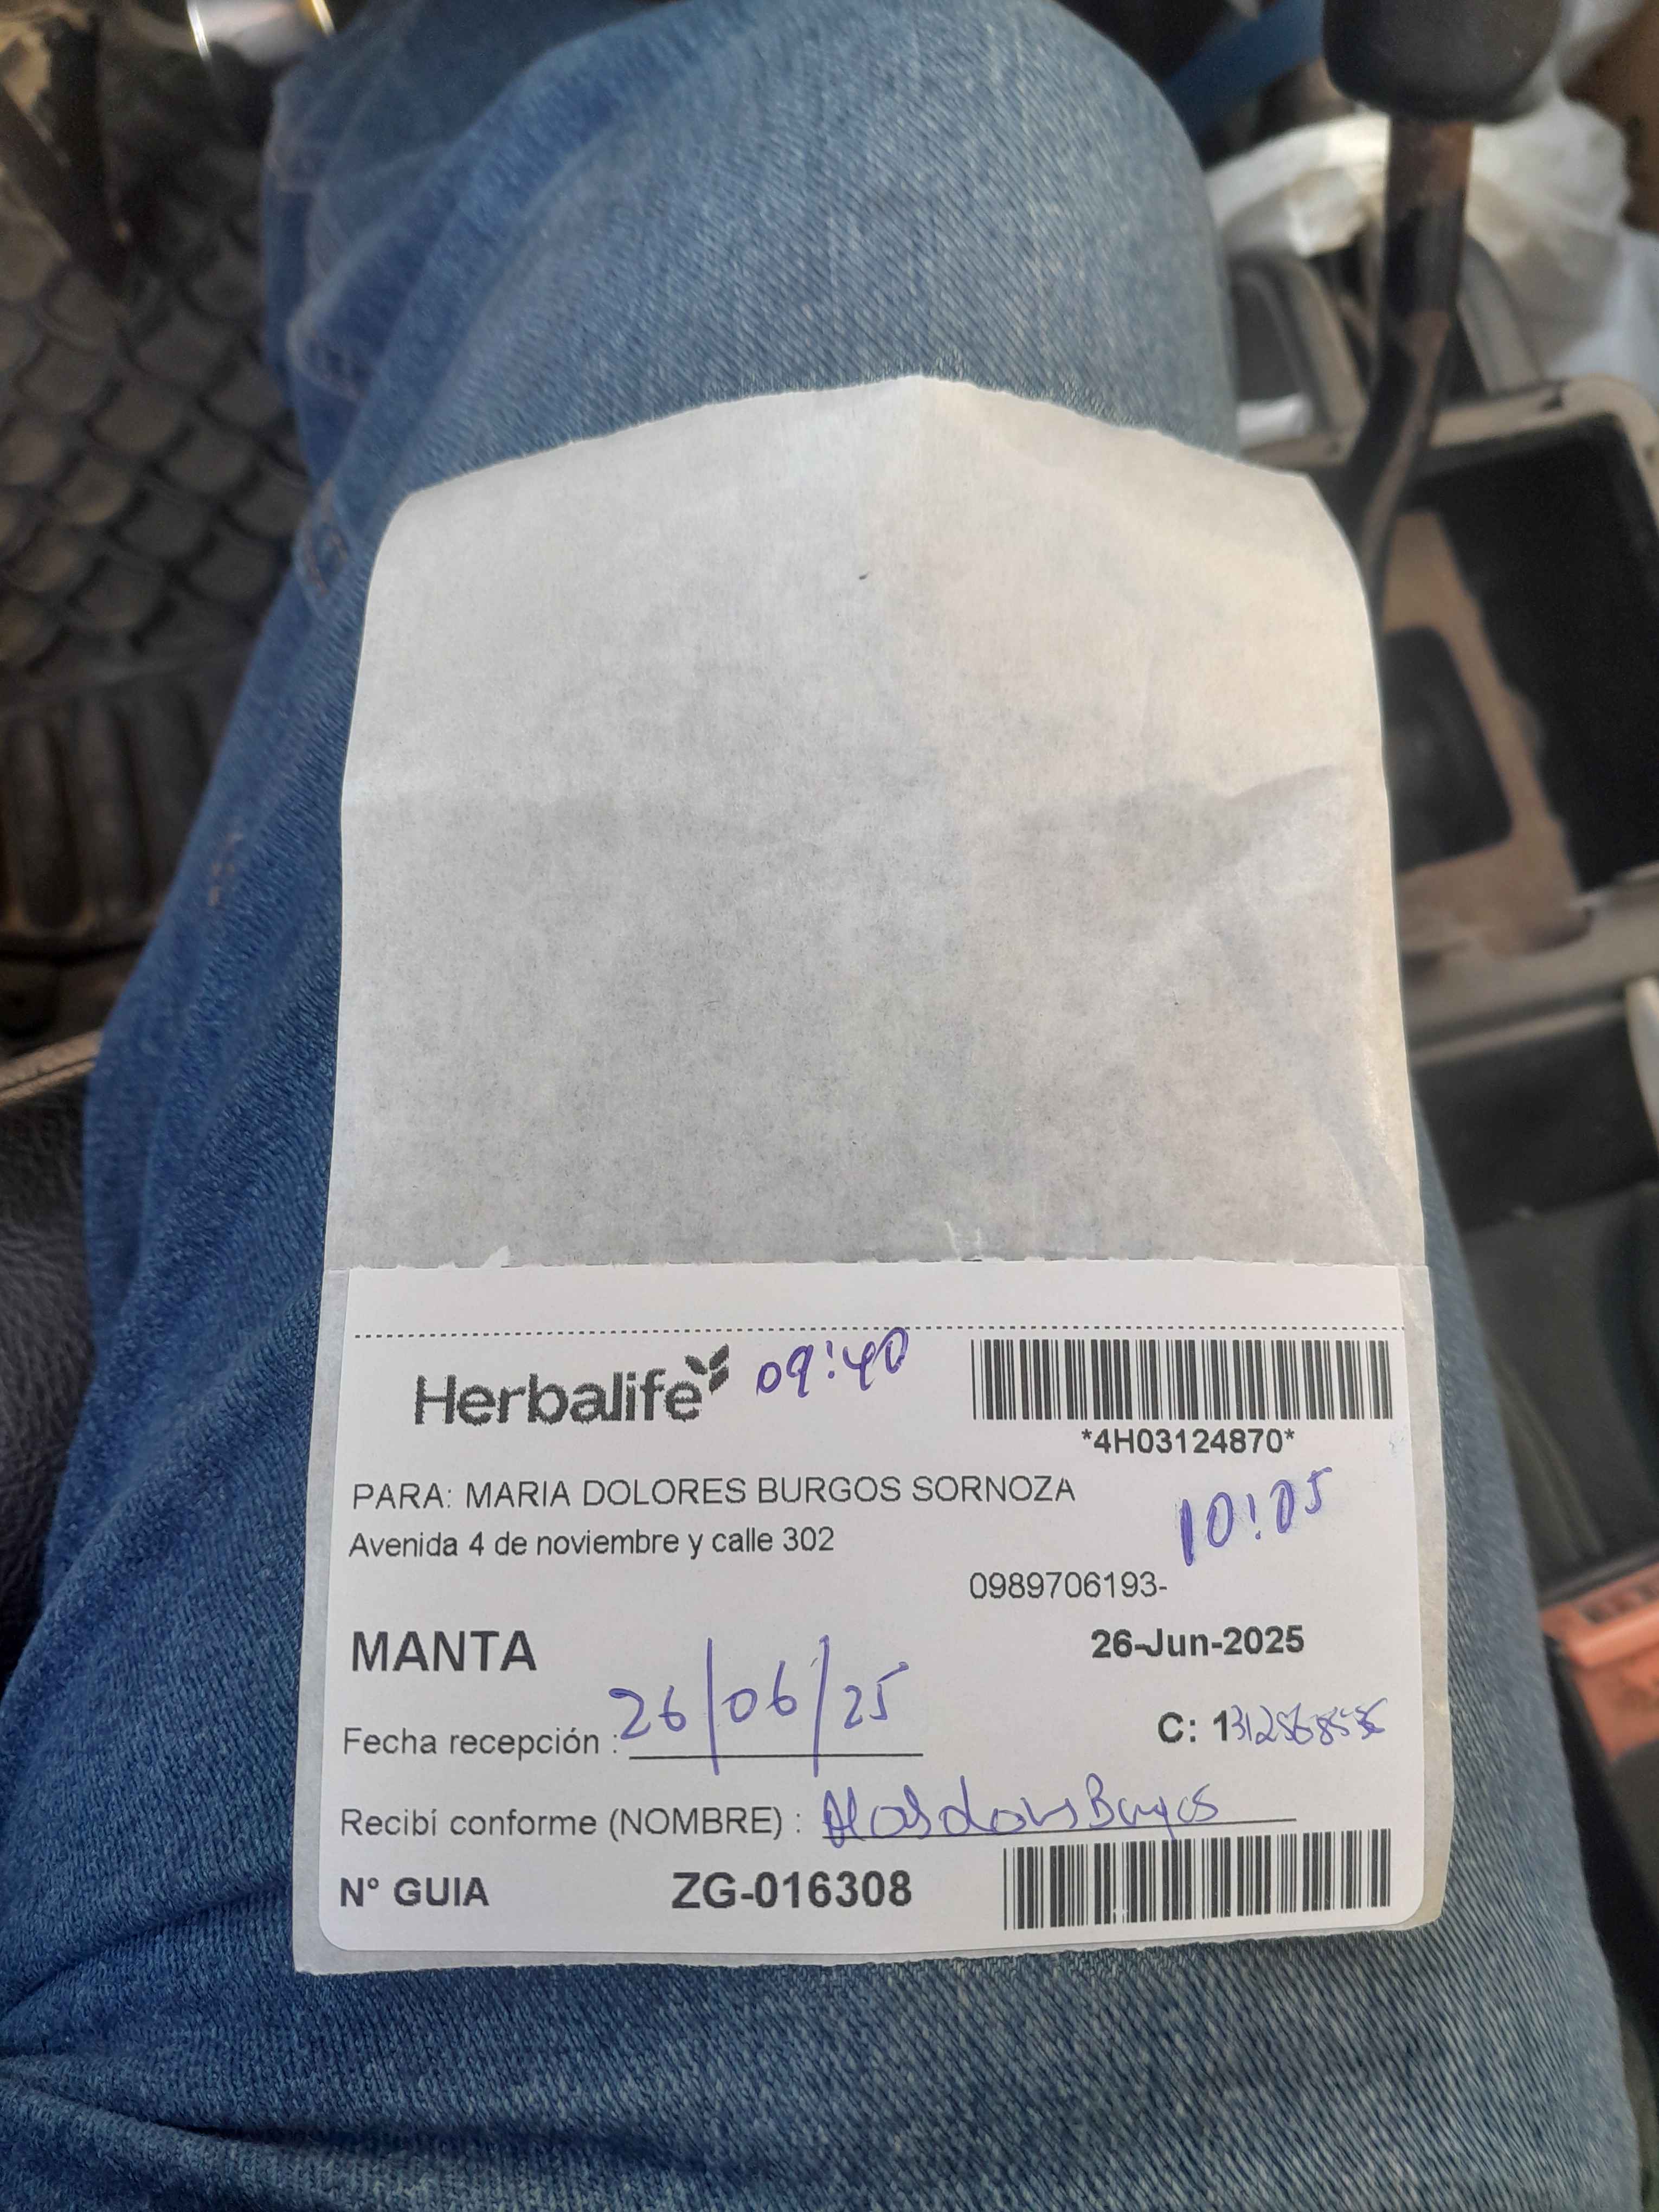 Herbalife 09:40
*4H03124870*
PARA: MARIA DOLORES BURGOS SORNOZA
10:05
Avenida 4 de noviembre y calle 302
0989706193-
MANTA
26-Jun-2025
Fecha recepción : 26/06/25
C: 1
Recibí conforme (NOMBRE) : Burgos
N° GUIA ZG-016308